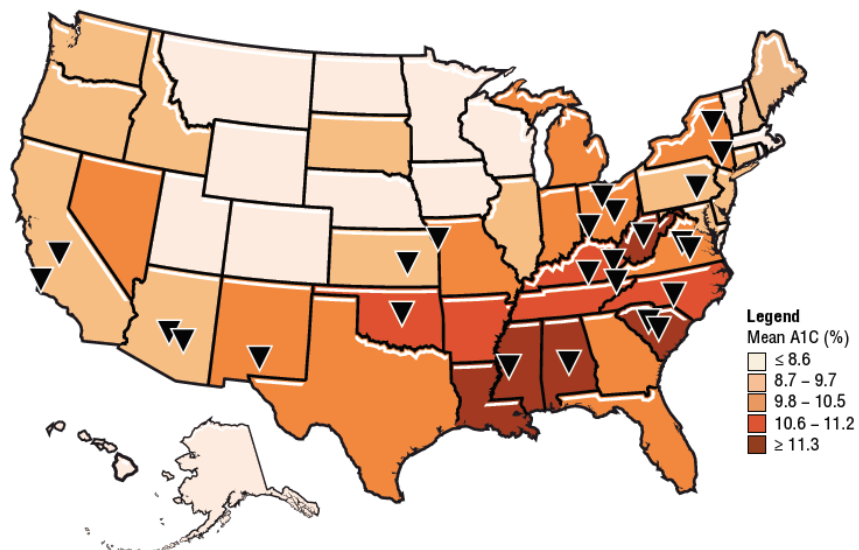 Legend
Mean A1C (%)
≤ 8.6
8.7 – 9.7
9.8 – 10.5
10.6 – 11.2
≥ 11.3